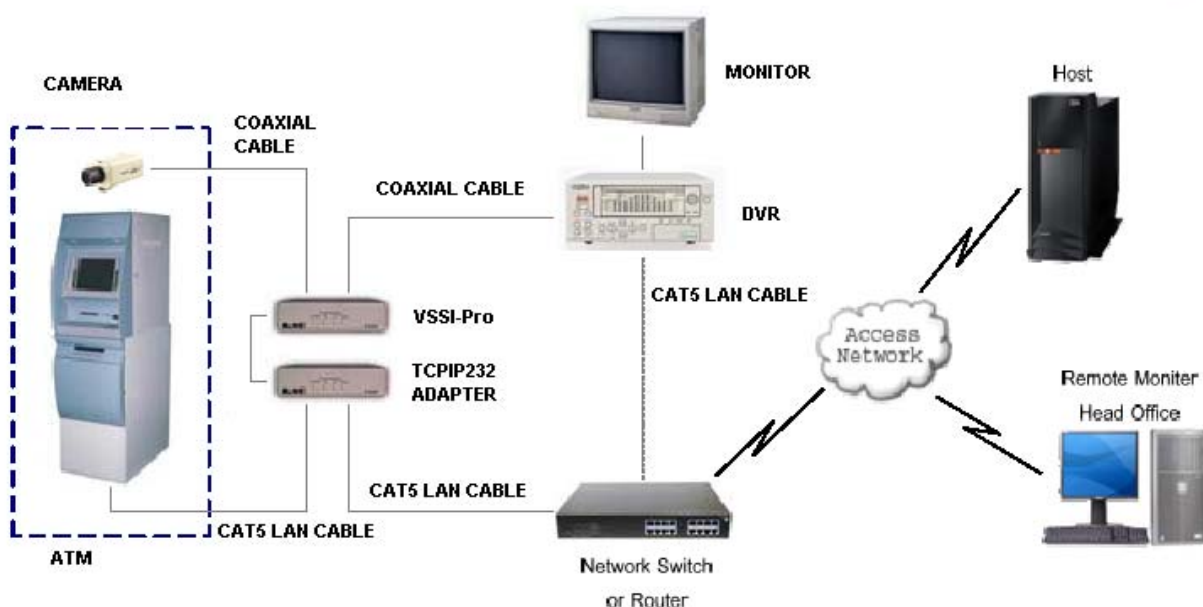 CAMERA
COAXIAL
CABLE
MONITOR
Host
COAXIAL CABLE
DVR
CAT5 LAN CABLE
VSSI-Pro
TCPIP232
ADAPTER
Access
Network
Remote Moniter
Head Office
CAT5 LAN CABLE
CAT5 LAN CABLE
ATM
Network Switch
or Router